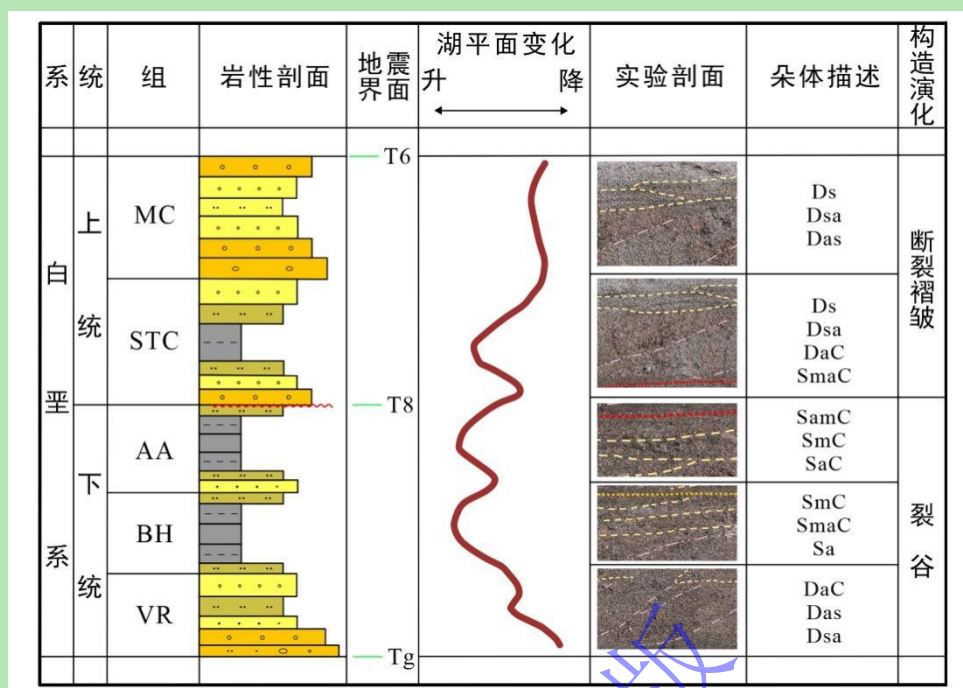 系 统 组 岩性剖面 地震界面 湖平面变化 实验剖面 朵体描述 构造演化
升 降
T6
上统
MC
Ds
Dsa
Das
断裂褶皱
STC
Ds
Dsa
DaC
SmaC
白垩系
T8
下统
AA
SamC
SmC
SaC
裂谷
BH
SmC
SmaC
Sa
VR
DaC
Das
Dsa
Tg